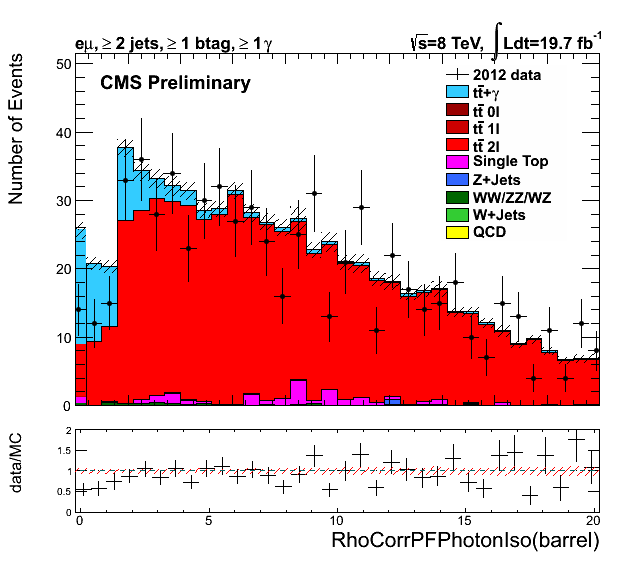 eμ, ≥ 2 jets, ≥ 1 btag, ≥ 1 γ
√s=8 TeV, ∫ Ldt=19.7 fb⁻¹
CMS Preliminary
Number of Events
50
40
30
20
10
0
2012 data
tt̄+γ
tt̄ 0l
tt̄ 1l
tt̄ 2l
Single Top
Z+Jets
WW/ZZ/WZ
W+Jets
QCD
data/MC
2
1.5
1
0.5
0
0 5 10 15 20
RhoCorrPFPhotonIso(barrel)